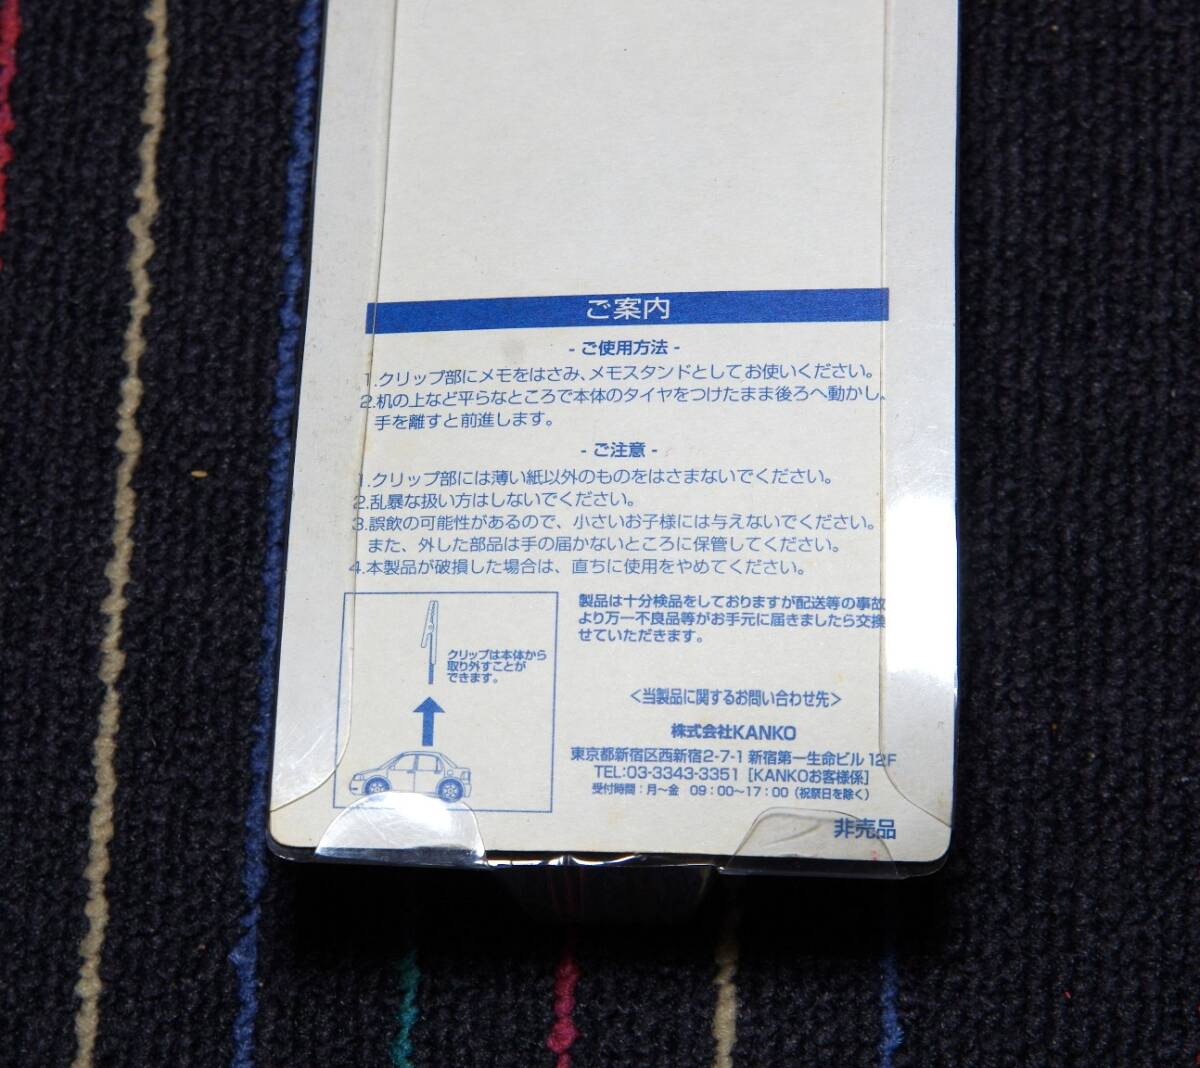 ご案内
- ご使用方法 -
1.クリップ部にメモをはさみ、メモスタンドとしてお使いください。
2.机の上など平らなところで本体のタイヤをつけたまま後ろへ動かし、
手を離すと前進します。
- ご注意 -
1.クリップ部には薄い紙以外のものをはさまないでください。
2.乱暴な扱い方はしないでください。
3.誤飲の可能性があるので、小さいお子様には与えないでください。
また、外した部品は手の届かないところに保管してください。
4.本製品が破損した場合は、直ちに使用をやめてください。
クリップは本体から
取り外すことが
できます。
製品は十分検品をしておりますが配送等の事故
より万一不良品等がお手元に届きましたら交換
せていただきます。
＜当製品に関するお問い合わせ先＞
株式会社KANKO
東京都新宿区西新宿2-7-1 新宿第一生命ビル 12F
TEL:03-3343-3351 [KANKOお客様係]
受付時間：月〜金 09：00〜17：00（祝祭日を除く）
非売品